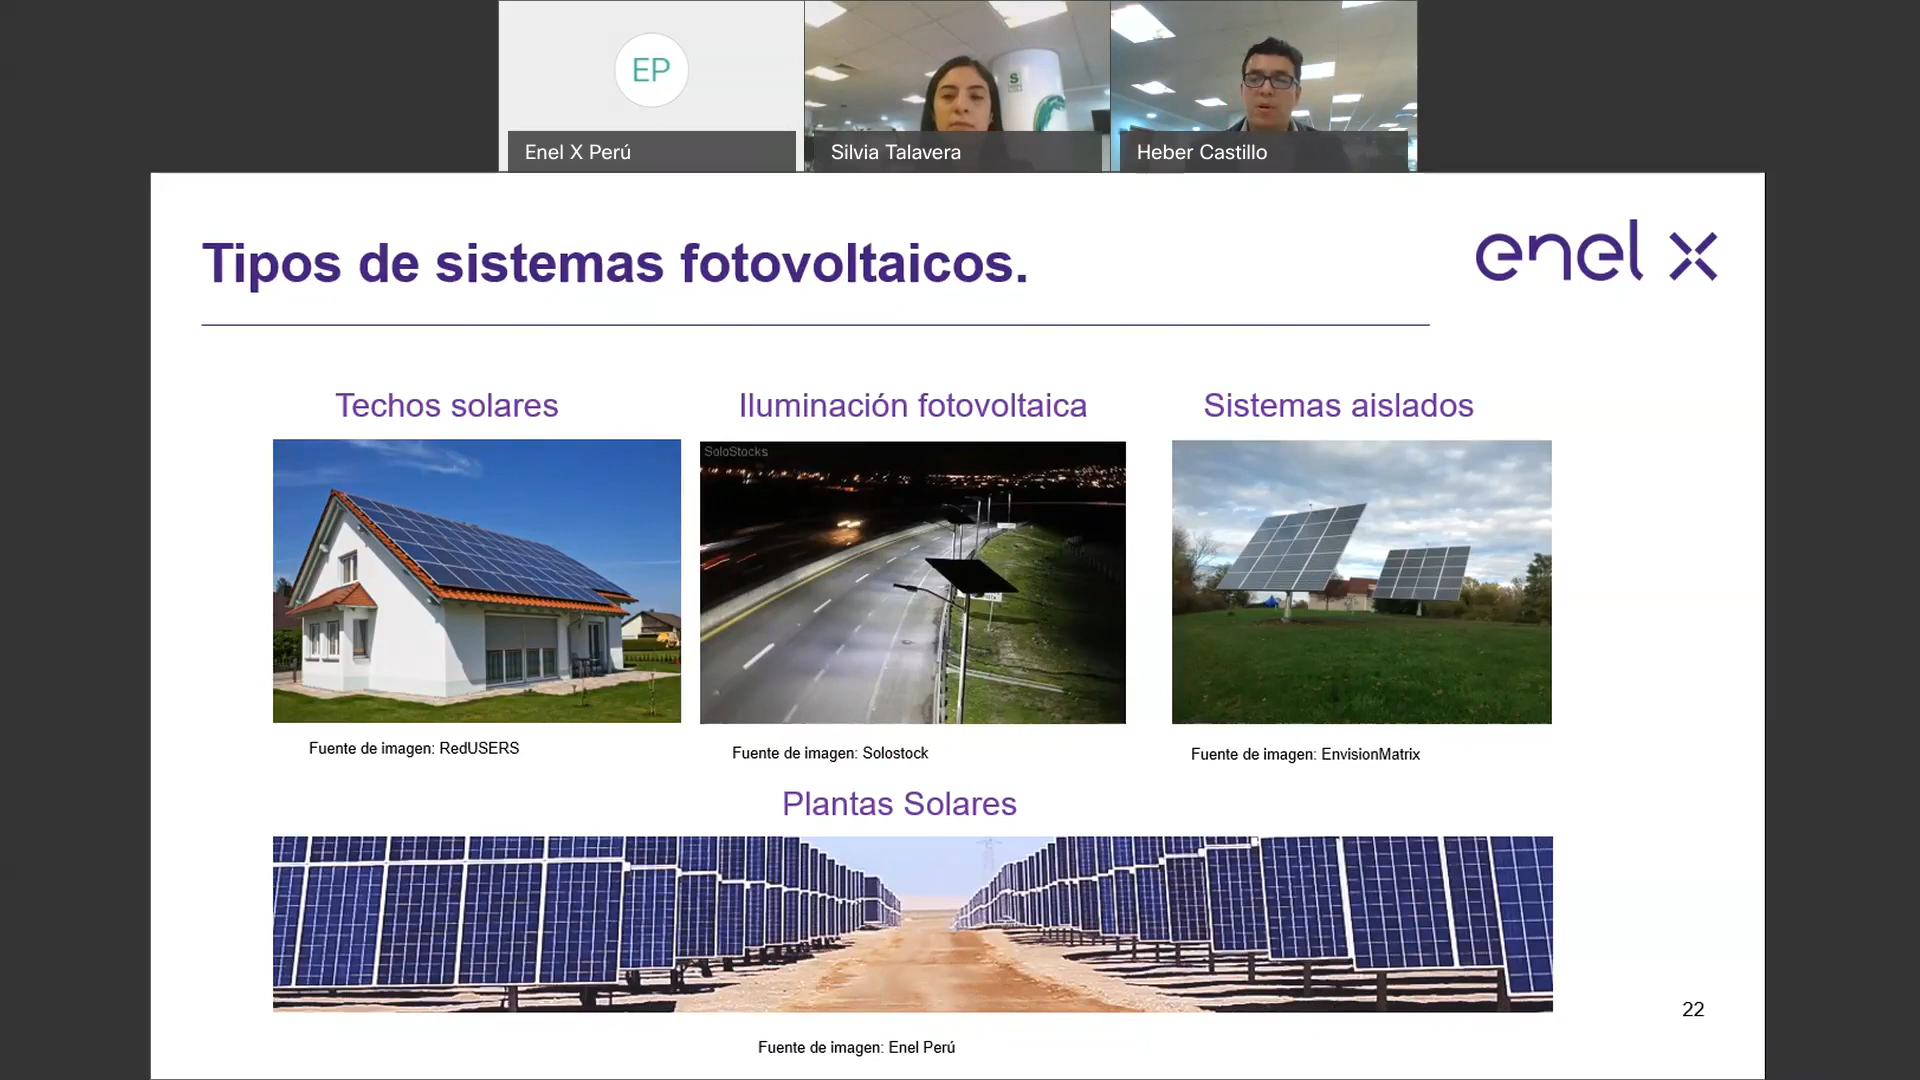 EP
Enel X Perú
Silvia Talavera
Heber Castillo
Tipos de sistemas fotovoltaicos.
enel x
Techos solares
Iluminación fotovoltaica
Sistemas aislados
SoloStocks
Fuente de imagen: RedUSERS
Fuente de imagen: Solostock
Fuente de imagen: EnvisionMatrix
Plantas Solares
22
Fuente de imagen: Enel Perú